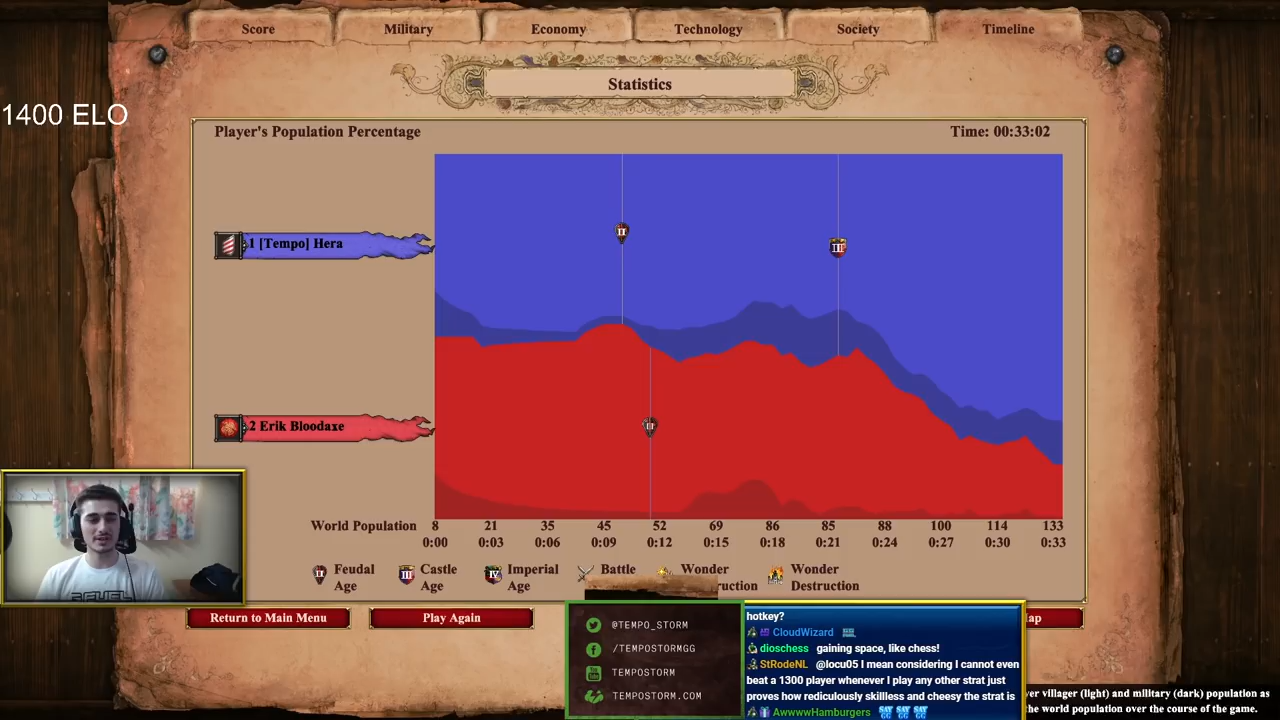 Score
Military
Economy
Technology
Society
Timeline
Statistics
1400 ELO
Player's Population Percentage
Time: 00:33:02
1 [Tempo] Hera
2 Erik Bloodaxe
II
III
II
World Population
8 21 35 45 52 69 86 85 88 100 114 133
0:00 0:03 0:06 0:09 0:12 0:15 0:18 0:21 0:24 0:27 0:30 0:33
Feudal Age
Castle Age
Imperial Age
Battle
Wonder
Wonder Destruction
Return to Main Menu
Play Again
@TEMPO_STORM
/TEMPOSTORMGG
TEMPOSTORM
TEMPOSTORM.COM
hotkey?
CloudWizard
dioschess gaining space, like chess!
StRodeNL @locu05 I mean considering I cannot even
beat a 1300 player whenever I play any other strat just
proves how rediculously skillless and cheesy the strat is
AwwwwHamburgers
villager (light) and military (dark) population as
the world population over the course of the game.